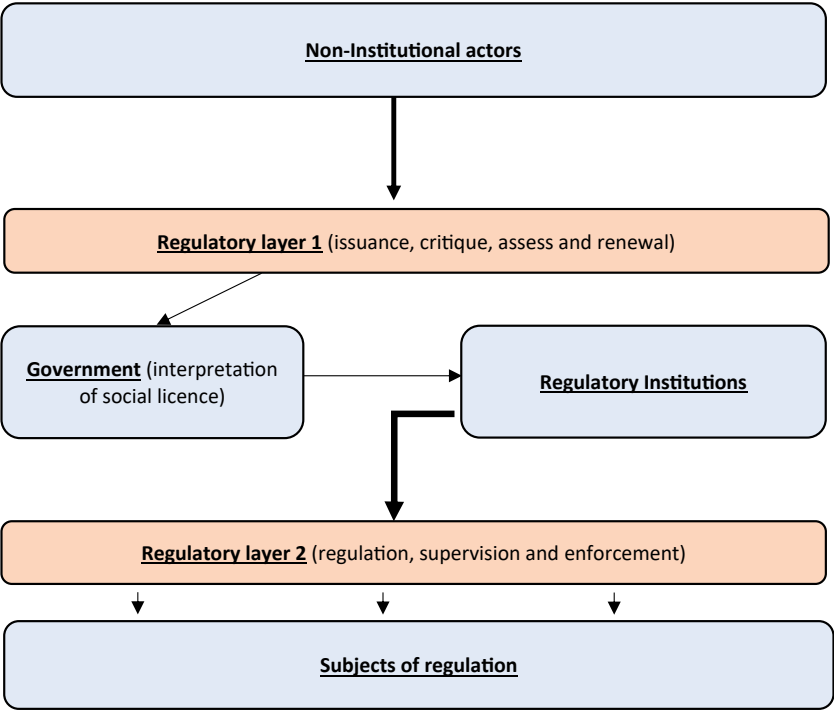 Non-Institutional actors
Regulatory layer 1 (issuance, critique, assess and renewal)
Government (interpretation
of social licence)
Regulatory Institutions
Regulatory layer 2 (regulation, supervision and enforcement)
Subjects of regulation